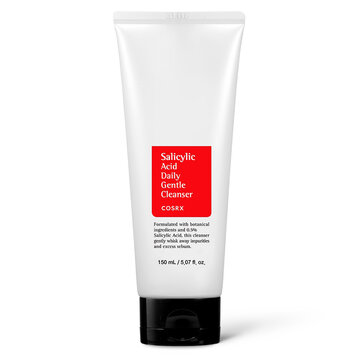 Salicylic
Acid
Daily
Gentle
Cleanser
COSRX
Formulated with botanical
ingredients and 0.5%
Salicylic Acid, this cleanser
gently whisk away impurities
and excess sebum.
150 mL / 5,07 fl. oz.